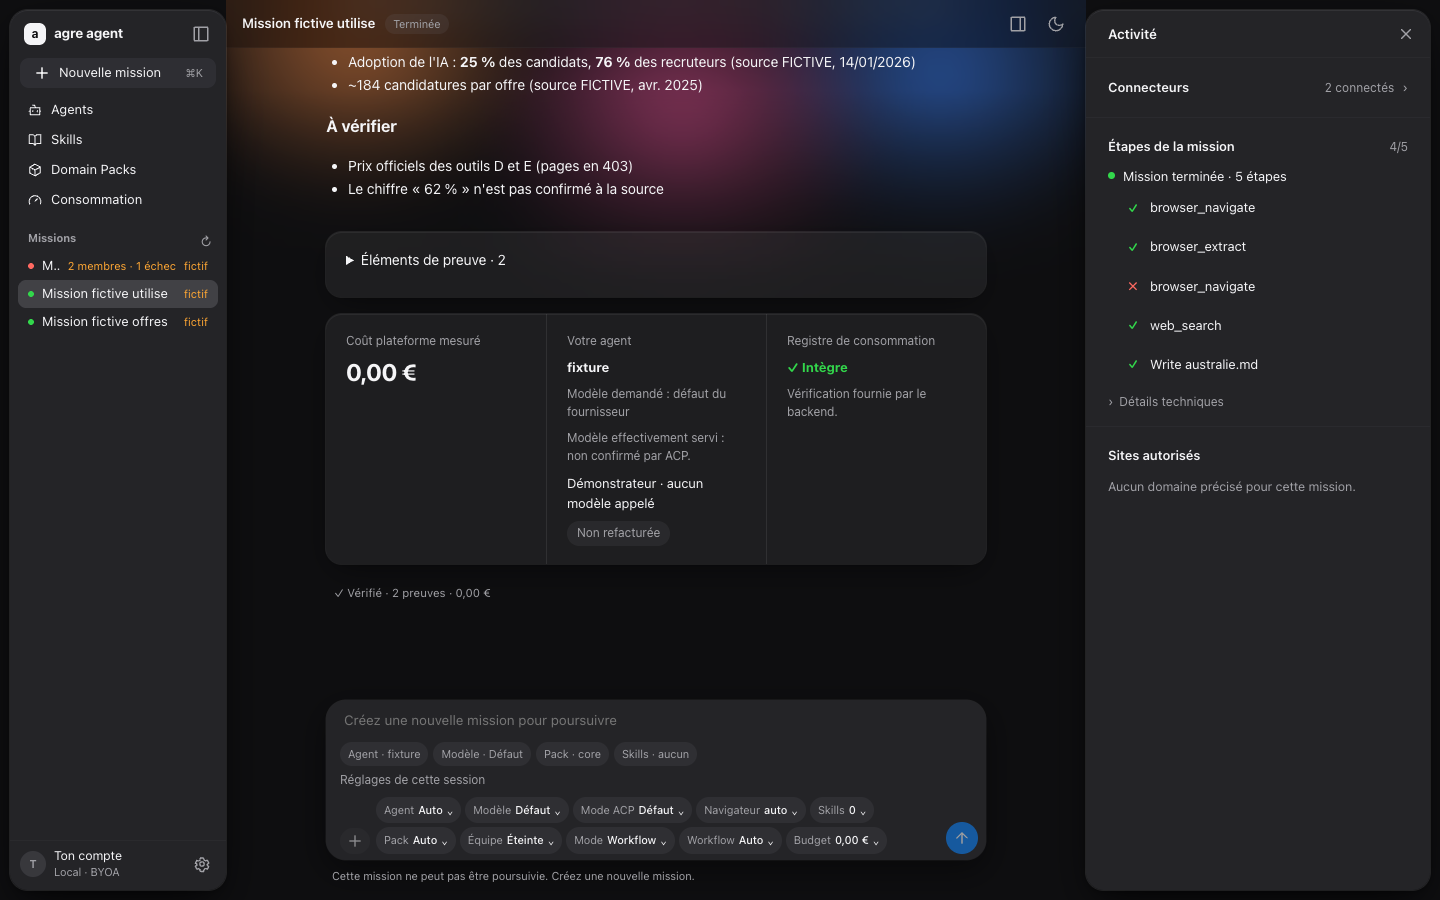 a agre agent
Nouvelle mission ⌘K
Agents
Skills
Domain Packs
Consommation
Missions
M.. 2 membres · 1 échec fictif
Mission fictive utilise fictif
Mission fictive offres fictif
T Ton compte
Local · BYOA
Mission fictive utilise Terminée
• Adoption de l'IA : 25 % des candidats, 76 % des recruteurs (source FICTIVE, 14/01/2026)
• ~184 candidatures par offre (source FICTIVE, avr. 2025)
À vérifier
• Prix officiels des outils D et E (pages en 403)
• Le chiffre « 62 % » n'est pas confirmé à la source
▶ Éléments de preuve · 2
Coût plateforme mesuré
0,00 €
Votre agent
fixture
Modèle demandé : défaut du
fournisseur
Modèle effectivement servi :
non confirmé par ACP.
Démonstrateur · aucun
modèle appelé
Non refacturée
Registre de consommation
✓ Intègre
Vérification fournie par le
backend.
✓ Vérifié · 2 preuves · 0,00 €
Créez une nouvelle mission pour poursuivre
Agent · fixture Modèle · Défaut Pack · core Skills · aucun
Réglages de cette session
Agent Auto Modèle Défaut Mode ACP Défaut Navigateur auto Skills 0
Pack Auto Équipe Éteinte Mode Workflow Workflow Auto Budget 0,00 €
Cette mission ne peut pas être poursuivie. Créez une nouvelle mission.
Activité
Connecteurs 2 connectés ›
Étapes de la mission 4/5
Mission terminée · 5 étapes
✓ browser_navigate
✓ browser_extract
✕ browser_navigate
✓ web_search
✓ Write australie.md
› Détails techniques
Sites autorisés
Aucun domaine précisé pour cette mission.